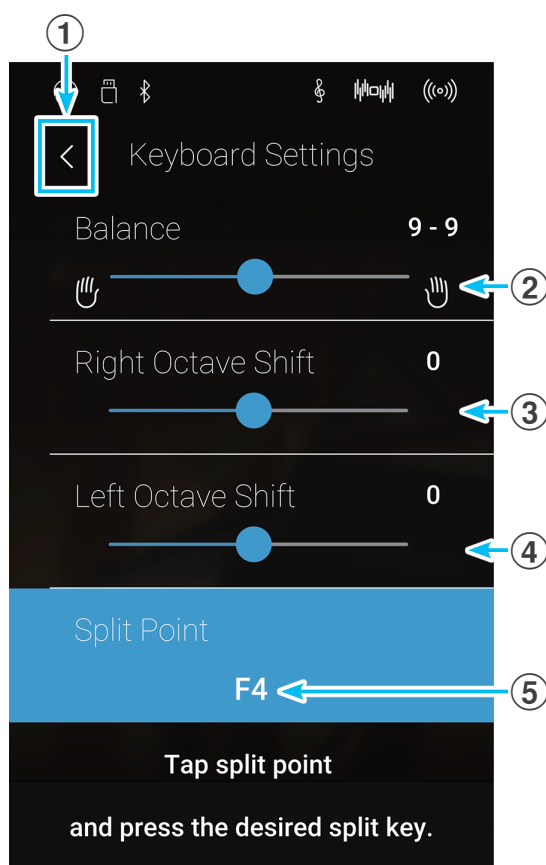 ①
< Keyboard Settings
Balance 9 - 9
②
Right Octave Shift 0
③
Left Octave Shift 0
④
Split Point
F4 ⑤
Tap split point
and press the desired split key.